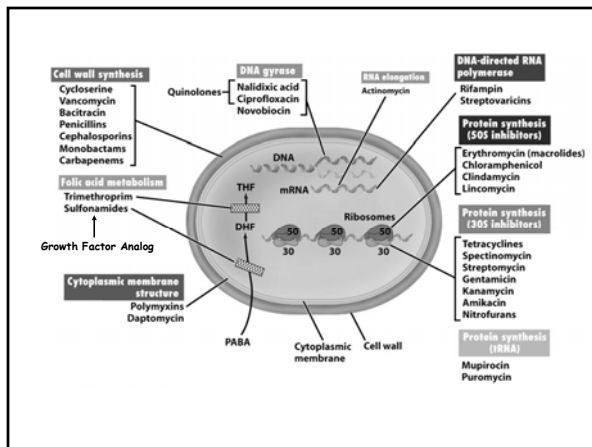 Cell wall synthesis
Cycloserine
Vancomycin
Bacitracin
Penicillins
Cephalosporins
Monobactams
Carbapenems
Folic acid metabolism
Trimethroprim
Sulfonamides
Growth Factor Analog
Cytoplasmic membrane
structure
Polymyxins
Daptomycin
PABA
DNA gyrase
Quinolones
Nalidixic acid
Ciprofloxacin
Novobiocin
RNA elongation
Actinomycin
DNA-directed RNA
polymerase
Rifampin
Streptovaricins
Protein synthesis
(50S inhibitors)
Erythromycin (macrolides)
Chloramphenicol
Clindamycin
Lincomycin
Protein synthesis
(30S inhibitors)
Tetracyclines
Spectinomycin
Streptomycin
Gentamicin
Kanamycin
Amikacin
Nitrofurans
Protein synthesis
(tRNA)
Mupirocin
Puromycin
DNA
THF
mRNA
Ribosomes
DHF
50 50 50
30 30 30
Cytoplasmic
membrane
Cell wall